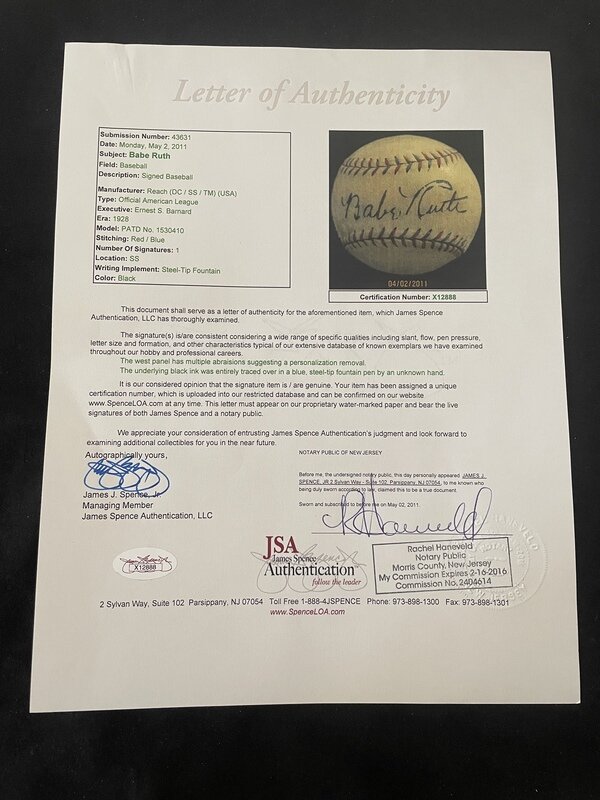 Letter of Authenticity
Submission Number: 43631
Date: Monday, May 2, 2011
Subject: Babe Ruth
Field: Baseball
Description: Signed Baseball
Manufacturer: Reach (DC / SS / TM) (USA)
Type: Official American League
Executive: Ernest S. Barnard
Era: 1928
Model: PATD No. 1530410
Stitching: Red / Blue
Number Of Signatures: 1
Location: SS
Writing Implement: Steel-Tip Fountain
Color: Black
Babe Ruth
04/02/2011
Certification Number: X12888
This document shall serve as a letter of authenticity for the aforementioned item, which James Spence
Authentication, LLC has thoroughly examined.
The signature(s) is/are consistent considering a wide range of specific qualities including slant, flow, pen pressure,
letter size and formation, and other characteristics typical of our extensive database of known exemplars we have examined
throughout our hobby and professional careers.
The west panel has multiple abraisions suggesting a personalization removal.
The underlying black ink was entirely traced over in a blue, steel-tip fountain pen by an unknown hand.
It is our considered opinion that the signature item is / are genuine. Your item has been assigned a unique
certification number, which is uploaded into our restricted database and can be confirmed on our website
www.SpenceLOA.com at any time. This letter must appear on our proprietary water-marked paper and bear the live
signatures of both James Spence and a notary public.
We appreciate your consideration of entrusting James Spence Authentication's judgment and look forward to
examining additional collectibles for you in the near future.
Autographically yours,
James J. Spence, Jr.
Managing Member
James Spence Authentication, LLC
NOTARY PUBLIC OF NEW JERSEY
Before me, the undersigned notary public, this day personally appeared JAMES J.
SPENCE, JR 2 Sylvan Way - Suite 102, Parsippany, NJ 07054, to me known who
being duly sworn according to law, claimed this to be a true document.
Sworn and subscribed to before me on May 02, 2011.
R Haneveld
Rachel Haneveld
Notary Public
Morris County, New Jersey
My Commission Expires 2-16-2016
Commission No. 2404614
X12888
JSA
James Spence
Authentication
follow the leader
2 Sylvan Way, Suite 102 Parsippany, NJ 07054 Toll Free 1-888-4JSPENCE Phone: 973-898-1300 Fax: 973-898-1301
www.SpenceLOA.com